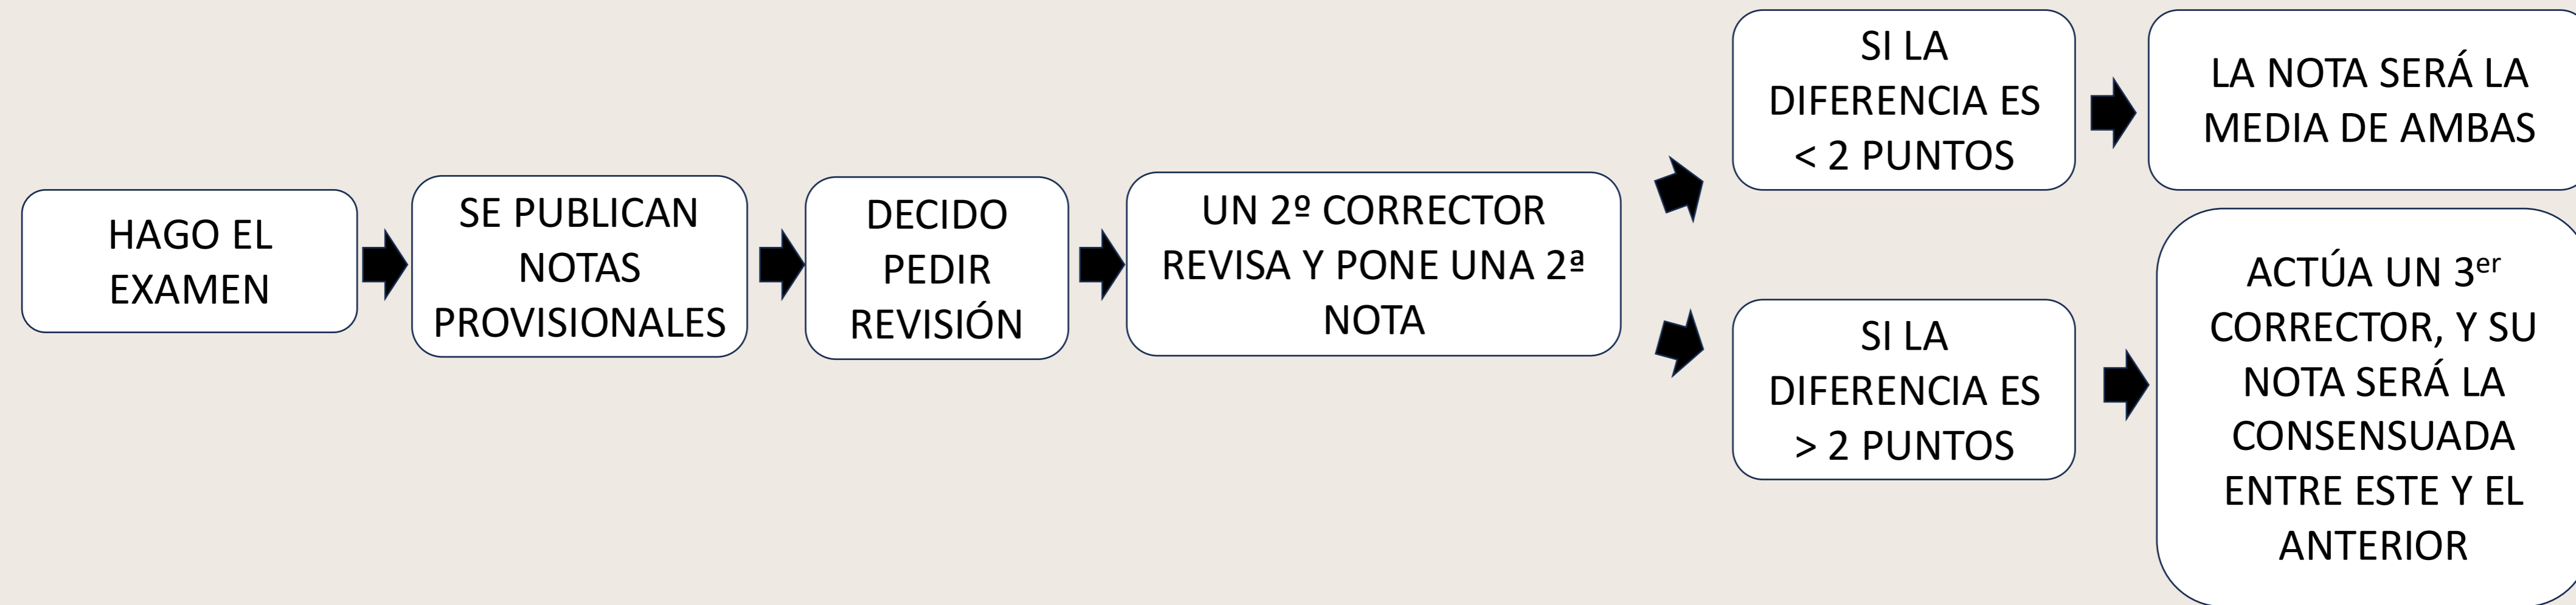 HAGO EL
EXAMEN
SE PUBLICAN
NOTAS
PROVISIONALES
DECIDO
PEDIR
REVISIÓN
UN 2º CORRECTOR
REVISA Y PONE UNA 2ª
NOTA
SI LA
DIFERENCIA ES
< 2 PUNTOS
LA NOTA SERÁ LA
MEDIA DE AMBAS
SI LA
DIFERENCIA ES
> 2 PUNTOS
ACTÚA UN 3er
CORRECTOR, Y SU
NOTA SERÁ LA
CONSENSUADA
ENTRE ESTE Y EL
ANTERIOR